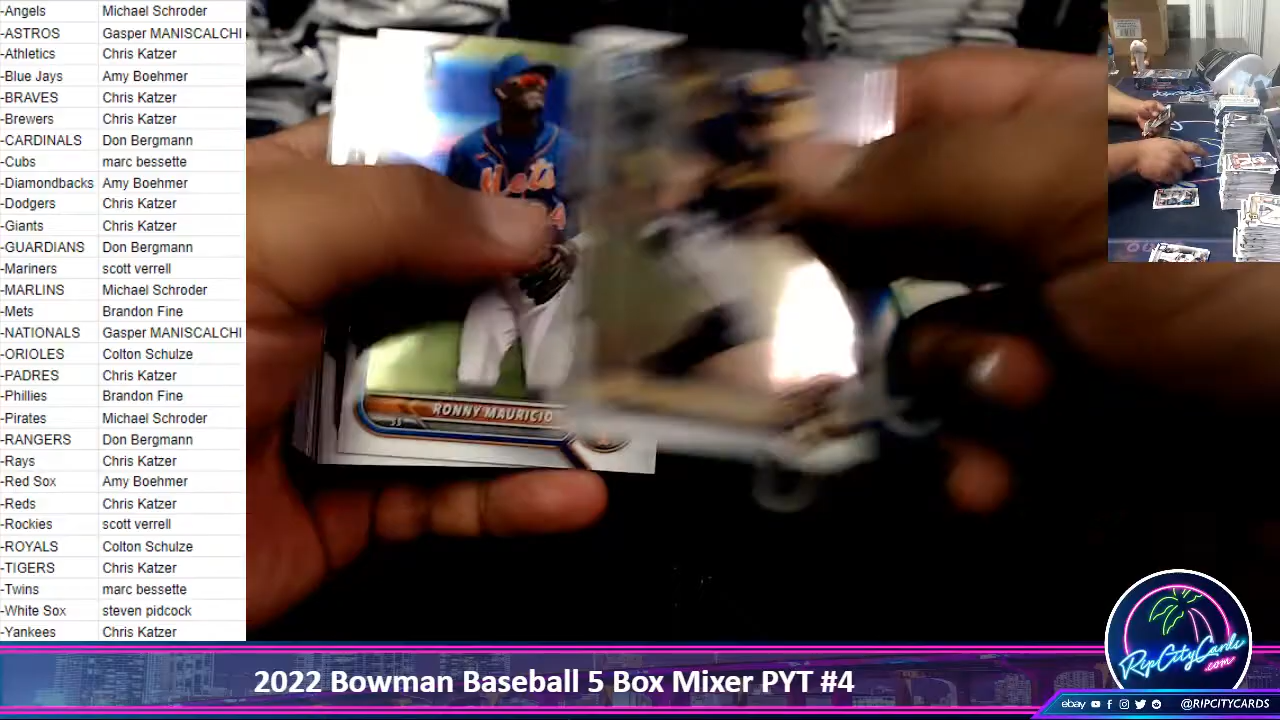 -Angels Michael Schroder
-ASTROS Gasper MANISCALCHI
-Athletics Chris Katzer
-Blue Jays Amy Boehmer
-BRAVES Chris Katzer
-Brewers Chris Katzer
-CARDINALS Don Bergmann
-Cubs marc bessette
-Diamondbacks Amy Boehmer
-Dodgers Chris Katzer
-Giants Chris Katzer
-GUARDIANS Don Bergmann
-Mariners scott verrell
-MARLINS Michael Schroder
-Mets Brandon Fine
-NATIONALS Gasper MANISCALCHI
-ORIOLES Colton Schulze
-PADRES Chris Katzer
-Phillies Brandon Fine
-Pirates Michael Schroder
-RANGERS Don Bergmann
-Rays Chris Katzer
-Red Sox Amy Boehmer
-Reds Chris Katzer
-Rockies scott verrell
-ROYALS Colton Schulze
-TIGERS Chris Katzer
-Twins marc bessette
-White Sox steven pidcock
-Yankees Chris Katzer
Mets
RONNY MAURICIO
SS
2022 Bowman Baseball 5 Box Mixer PYT #4
RipCityCards
.com
ebay @RIPCITYCARDS